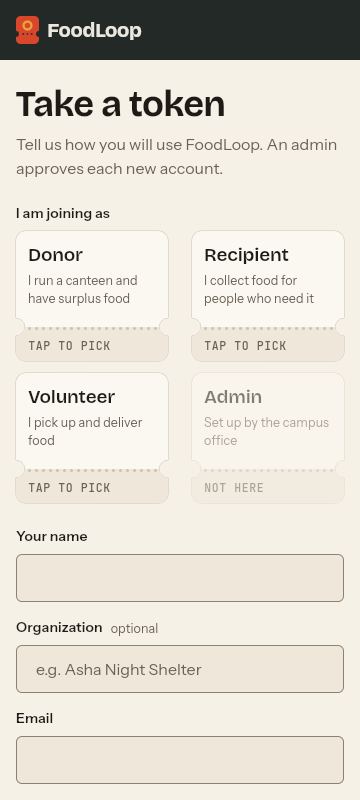 FoodLoop
Take a token
Tell us how you will use FoodLoop. An admin
approves each new account.
I am joining as
Donor
I run a canteen and
have surplus food
TAP TO PICK
Recipient
I collect food for
people who need it
TAP TO PICK
Volunteer
I pick up and deliver
food
TAP TO PICK
Admin
Set up by the campus
office
NOT HERE
Your name
Organization optional
e.g. Asha Night Shelter
Email